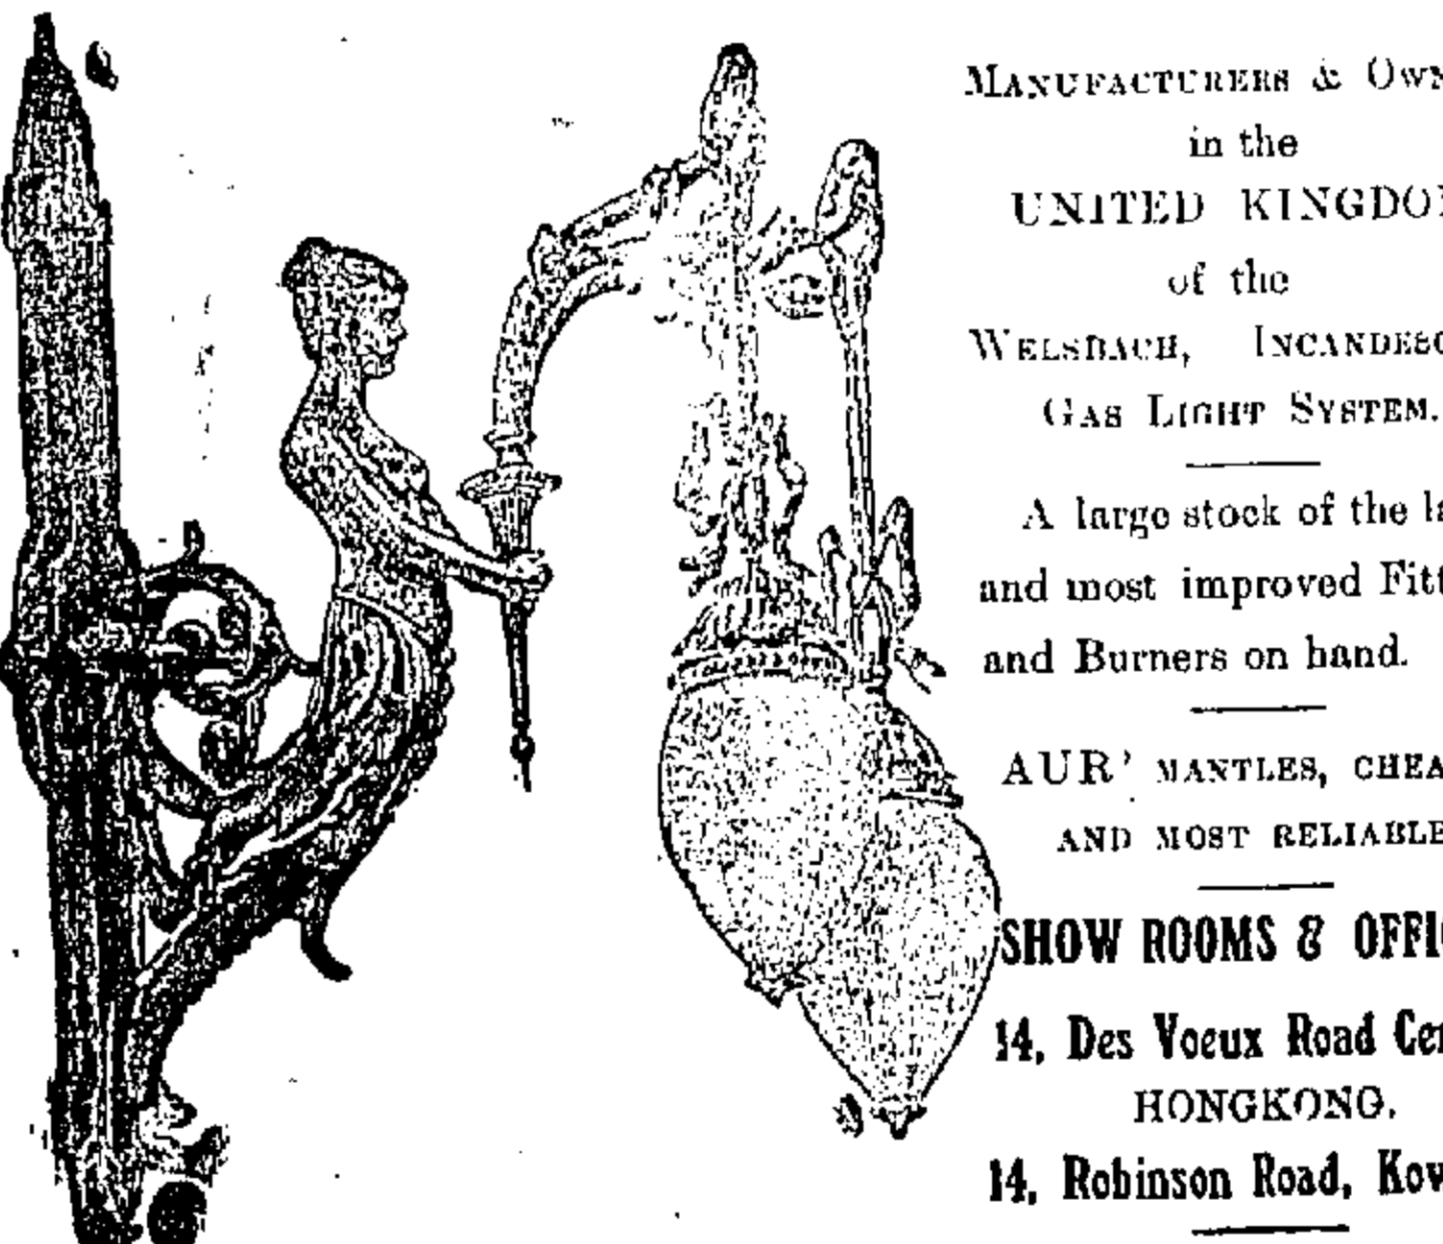 MANUFACTURERS & OWN
in the
UNITED KINGDO
of the
WELSBACH, INCANDESC
GAS LIGHT SYSTEM.
A large stock of the la
and most improved Fitt
and Burners on hand.
AUR' MANTLES, CHEA
AND MOST RELIABLE
SHOW ROOMS & OFFI
14, Des Voeux Road Cen
HONGKONG.
14, Robinson Road, Kow